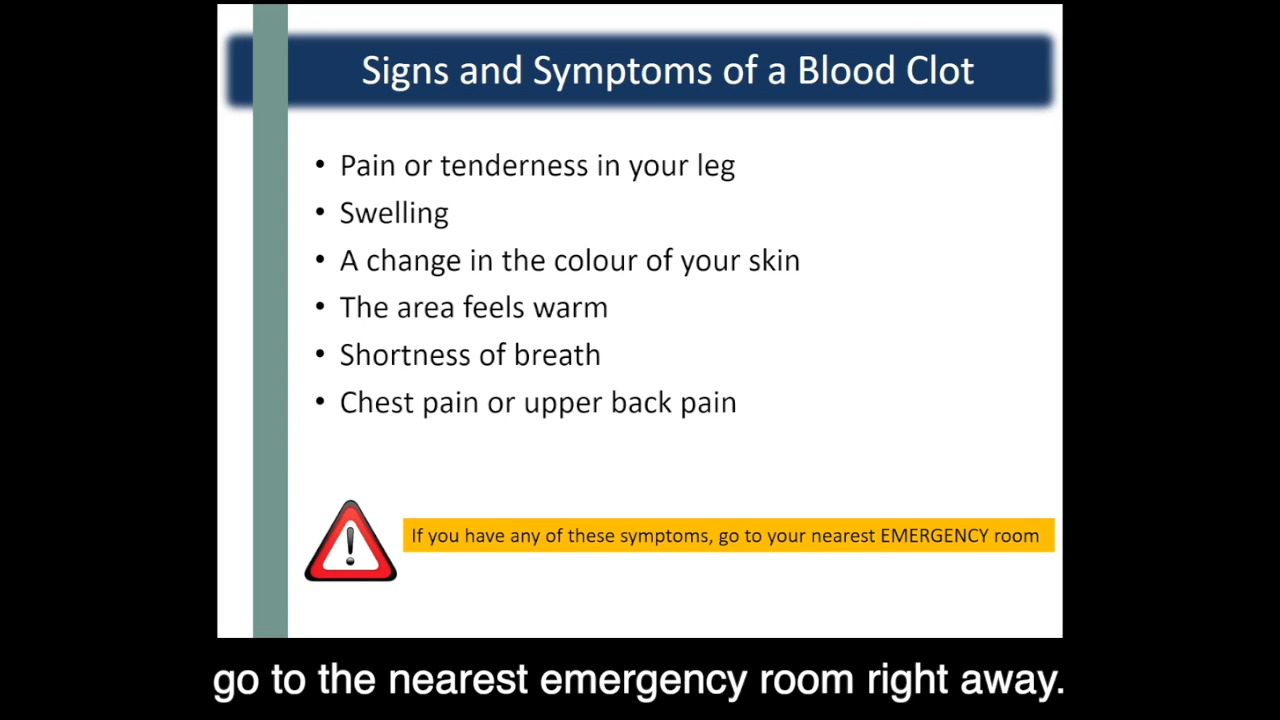 Signs and Symptoms of a Blood Clot
• Pain or tenderness in your leg
• Swelling
• A change in the colour of your skin
• The area feels warm
• Shortness of breath
• Chest pain or upper back pain
!
If you have any of these symptoms, go to your nearest EMERGENCY room
go to the nearest emergency room right away.